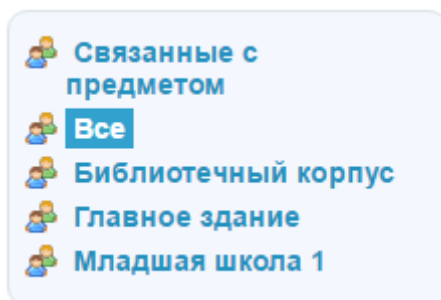 Связанные с
предметом
Все
Библиотечный корпус
Главное здание
Младшая школа 1